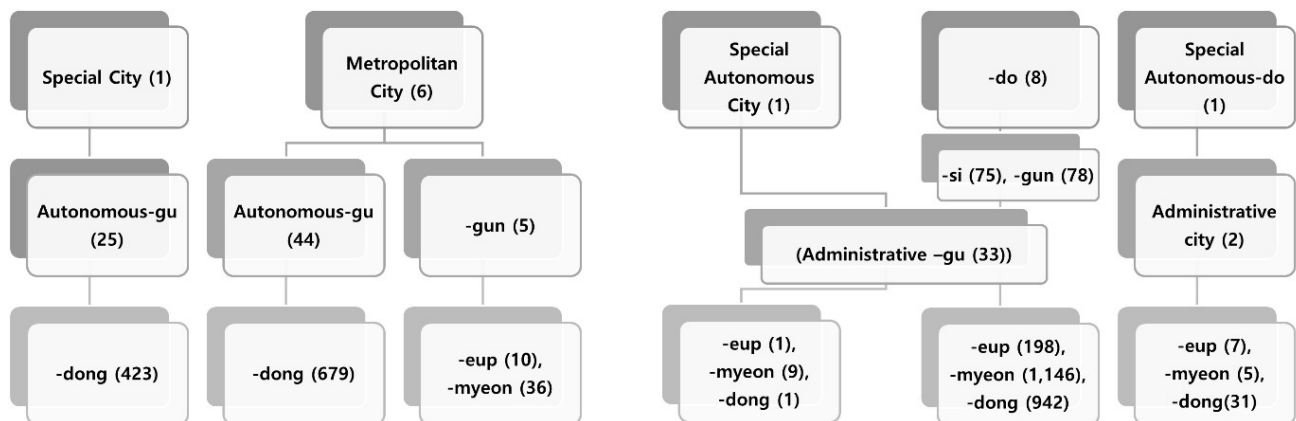 Special City (1)
Metropolitan
City (6)
Special
Autonomous
City (1)
-do (8)
Special
Autonomous-do
(1)
-si (75), -gun (78)
Autonomous-gu
(25)
Autonomous-gu
(44)
-gun (5)
(Administrative –gu (33))
Administrative
city (2)
-dong (423)
-dong (679)
-eup (10),
-myeon (36)
-eup (1),
-myeon (9),
-dong (1)
-eup (198),
-myeon (1,146),
-dong (942)
-eup (7),
-myeon (5),
-dong(31)